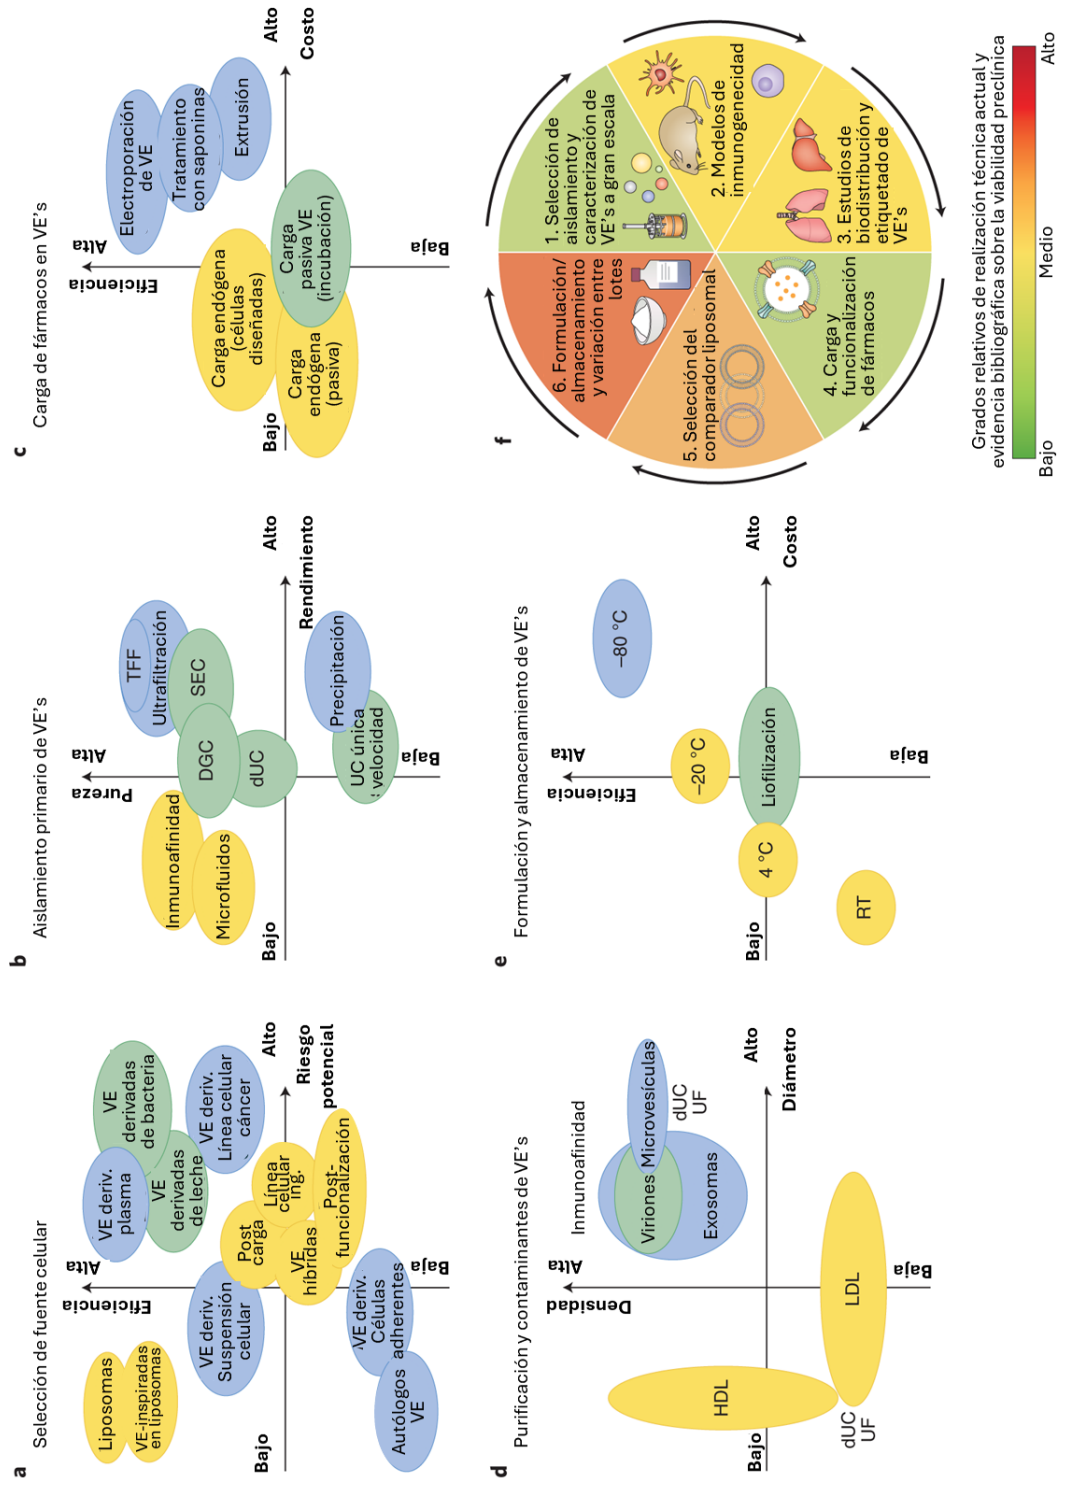 a
Selección de fuente celular
Eficiencia
Alta
Baja
Bajo
Alto
Riesgo
potencial
Liposomas
VE-inspiradas
en liposomas
VE deriv.
plasma
VE
derivadas
de bacteria
VE
derivadas
de leche
VE deriv.
Línea celular
cáncer
VE deriv.
Suspensión
celular
Post
carga
Línea
celular
ing.
VE
híbridas
Post-
funcionalización
VE deriv.
Células
adherentes
Autólogos
VE
b
Aislamiento primario de VE's
Pureza
Alta
Baja
Bajo
Alto
Rendimiento
TFF
Ultrafiltración
SEC
Inmunoafinidad
DGC
Microfluidos
dUC
Precipitación
UC única
velocidad
c
Carga de fármacos en VE's
Eficiencia
Alta
Baja
Bajo
Alto
Costo
Electroporación
de VE
Tratamiento
con saponinas
Extrusión
Carga endógena
(células
diseñadas)
Carga
pasiva VE
(incubación)
Carga
endógena
(pasiva)
d
Purificación y contaminantes de VE's
Densidad
Alta
Baja
Bajo
Alto
Diámetro
Inmunoafinidad
Viriones
Microvesículas
dUC
UF
Exosomas
HDL
LDL
dUC
UF
e
Formulación y almacenamiento de VE's
Eficiencia
Alta
Baja
Bajo
Alto
Costo
–80 °C
–20 °C
Liofilización
4 °C
RT
f
1. Selección de
aislamiento y
caracterización de
VE's a gran escala
2. Modelos de
inmunogenecidad
3. Estudios de
biodistribución y
etiquetado de
VE's
4. Carga y
funcionalización
de fármacos
5. Selección del
comparador liposomal
6. Formulación/
almacenamiento
y variación entre
lotes
Grados relativos de realización técnica actual y
evidencia bibliográfica sobre la viabilidad preclínica
Bajo
Medio
Alto